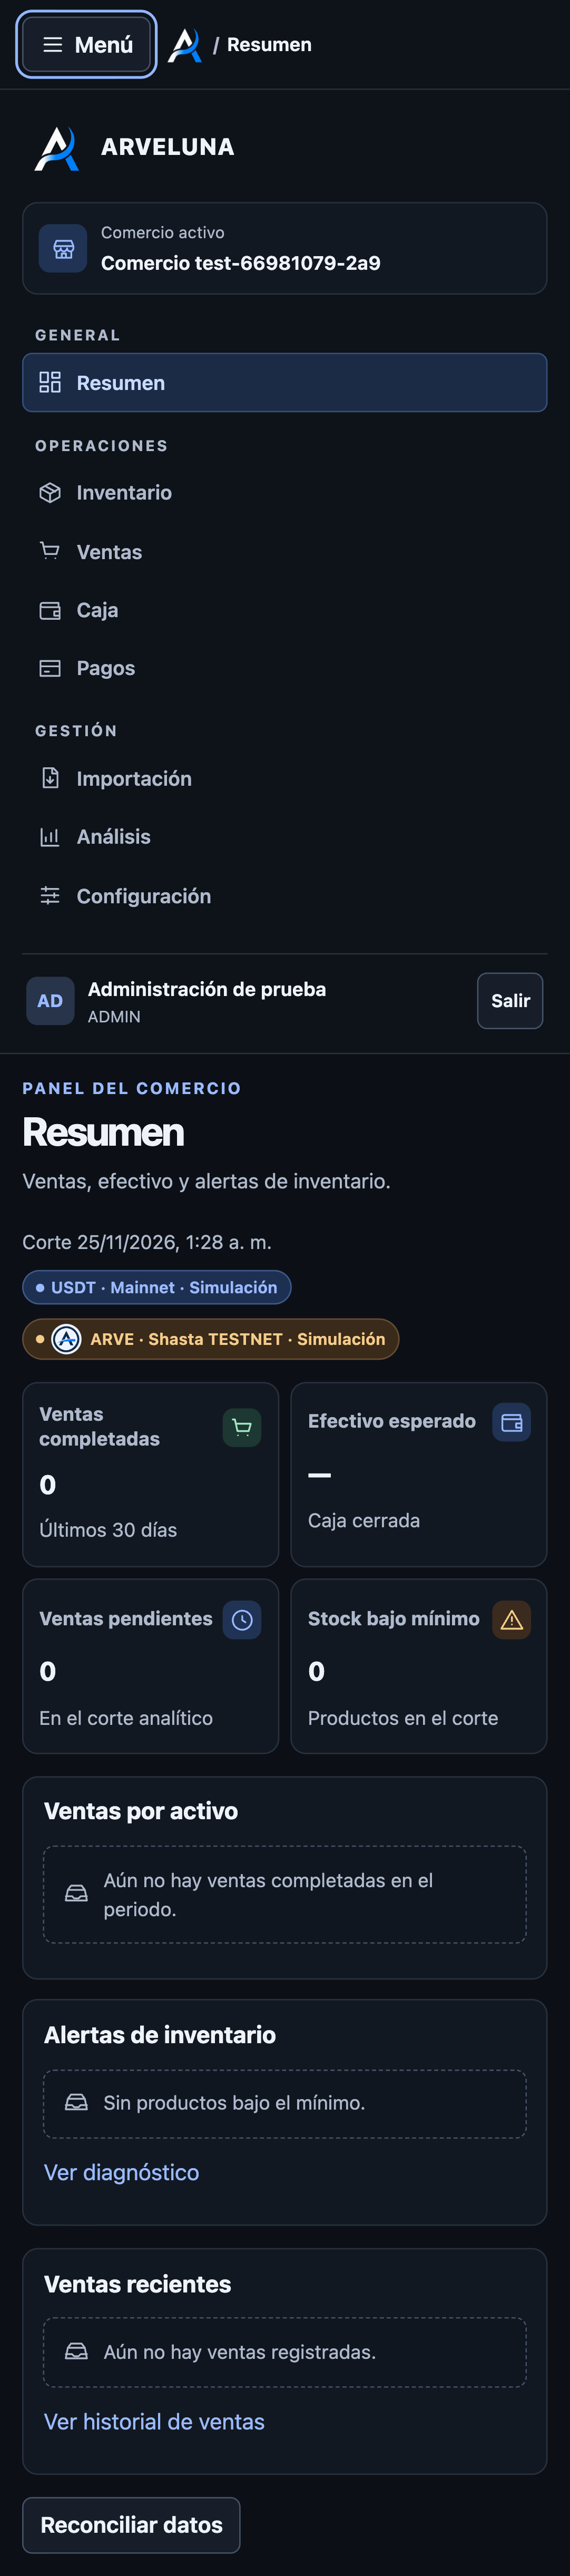 Menú
/ Resumen
ARVELUNA
Comercio activo
Comercio test-66981079-2a9
GENERAL
Resumen
OPERACIONES
Inventario
Ventas
Caja
Pagos
GESTIÓN
Importación
Análisis
Configuración
AD
Administración de prueba
ADMIN
Salir
PANEL DEL COMERCIO
Resumen
Ventas, efectivo y alertas de inventario.
Corte 25/11/2026, 1:28 a. m.
USDT · Mainnet · Simulación
ARVE · Shasta TESTNET · Simulación
Ventas
completadas
0
Últimos 30 días
Efectivo esperado
—
Caja cerrada
Ventas pendientes
0
En el corte analítico
Stock bajo mínimo
0
Productos en el corte
Ventas por activo
Aún no hay ventas completadas en el
periodo.
Alertas de inventario
Sin productos bajo el mínimo.
Ver diagnóstico
Ventas recientes
Aún no hay ventas registradas.
Ver historial de ventas
Reconciliar datos